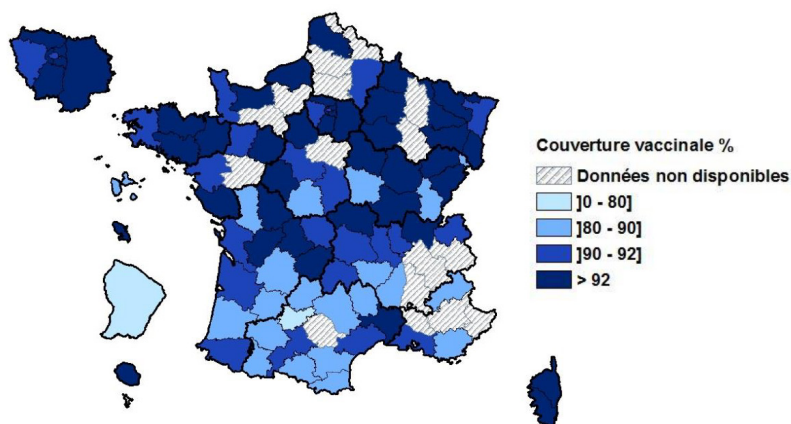 Couverture vaccinale %
Données non disponibles
]0 - 80]
]80 - 90]
]90 - 92]
> 92